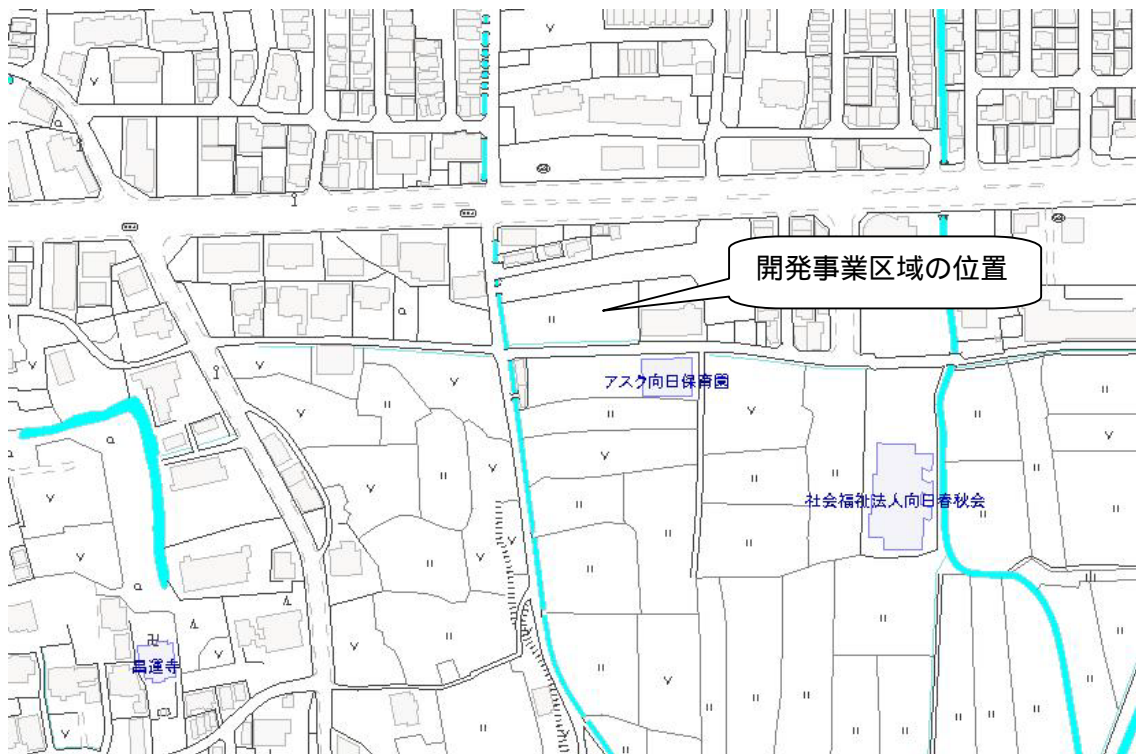 開発事業区域の位置
アスク向日保育園
社会福祉法人向日春秋会
昌運寺